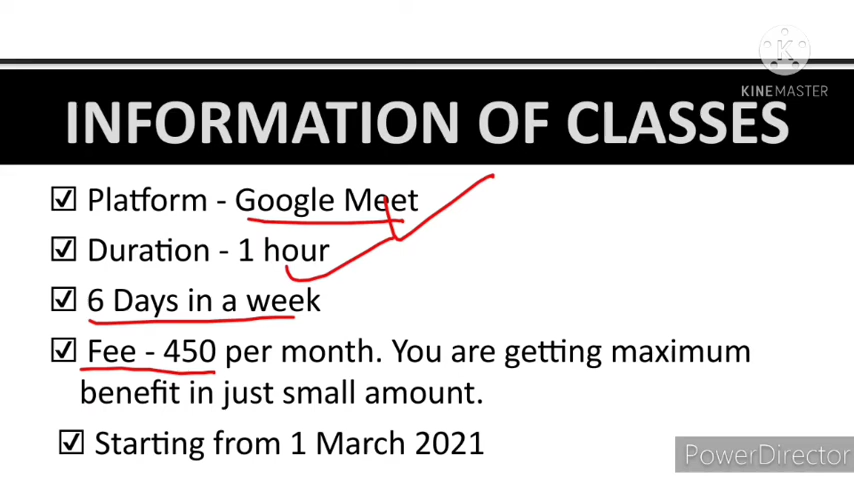 KINEMASTER
INFORMATION OF CLASSES
☑ Platform - Google Meet
☑ Duration - 1 hour
☑ 6 Days in a week
☑ Fee - 450 per month. You are getting maximum
benefit in just small amount.
☑ Starting from 1 March 2021
PowerDirector